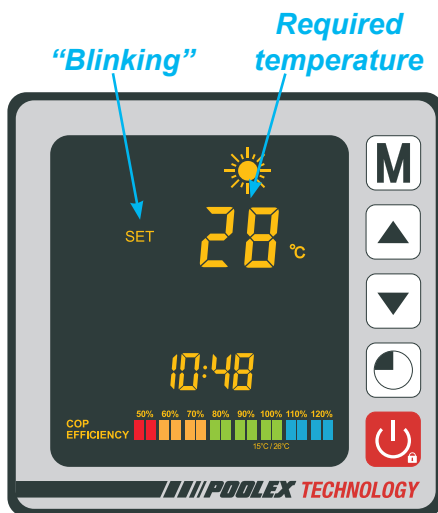 Required
“Blinking” temperature
M
SET 28 °C
10:48
50% 60% 70% 80% 90% 100% 110% 120%
COP
EFFICIENCY
15°C / 26°C
POOLEX TECHNOLOGY